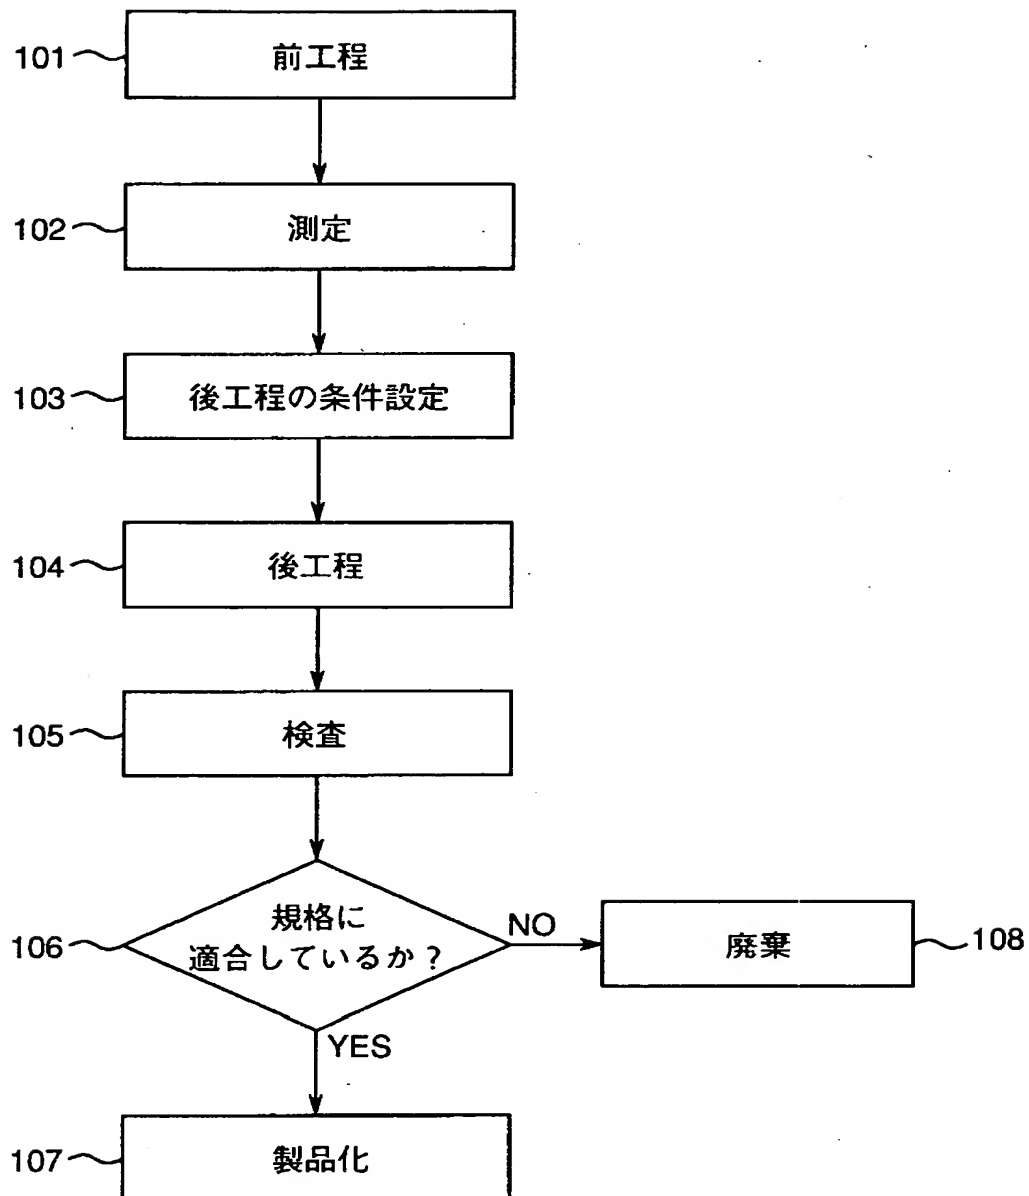 101
前工程
102
測定
103
後工程の条件設定
104
後工程
105
検査
106
規格に
適合しているか？
NO
廃棄
108
YES
107
製品化